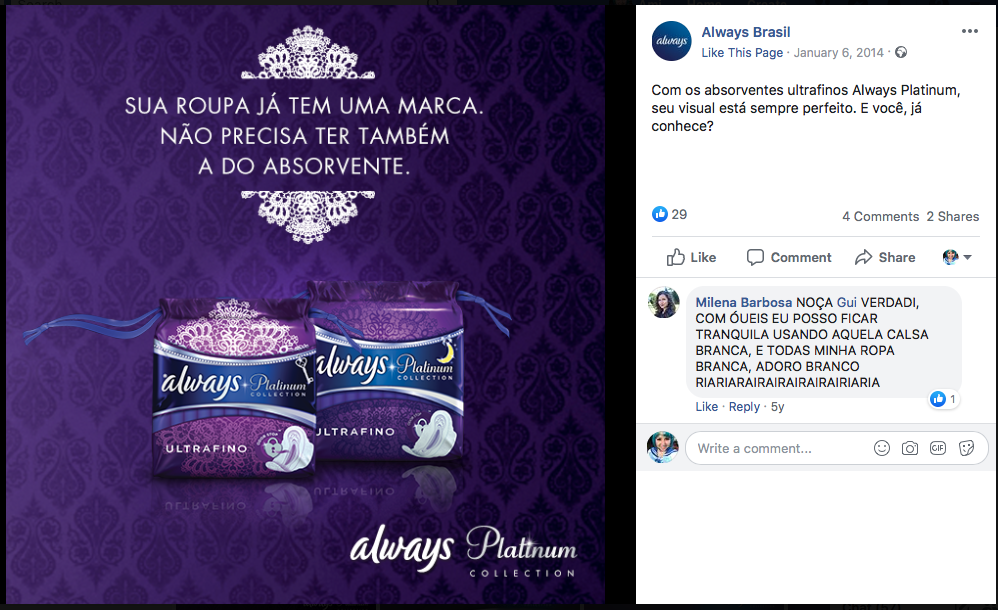 SUA ROUPA JÁ TEM UMA MARCA.
NÃO PRECISA TER TAMBÉM
A DO ABSORVENTE.
always Platinum
COLLECTION
ULTRAFINO
always Platinum
COLLECTION
ULTRAFINO
always Platinum
COLLECTION
always
Always Brasil
Like This Page · January 6, 2014 ·
Com os absorventes ultrafinos Always Platinum,
seu visual está sempre perfeito. E você, já
conhece?
29
4 Comments 2 Shares
Like Comment Share
Milena Barbosa NOÇA Gui VERDADI,
COM ÓUEIS EU POSSO FICAR
TRANQUILA USANDO AQUELA CALSA
BRANCA, E TODAS MINHA ROPA
BRANCA, ADORO BRANCO
RIARIARAIRAIRAIRAIRAIRIARIA
1
Like · Reply · 5y
Write a comment...
GIF